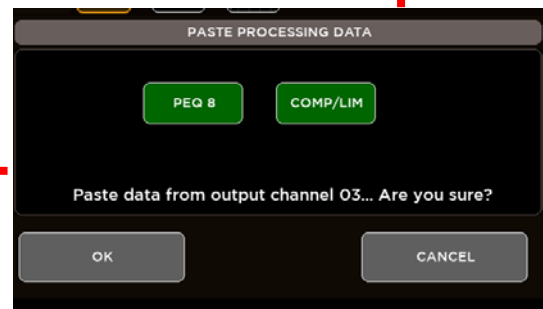 PASTE PROCESSING DATA
PEQ 8 COMP/LIM
Paste data from output channel 03... Are you sure?
OK CANCEL